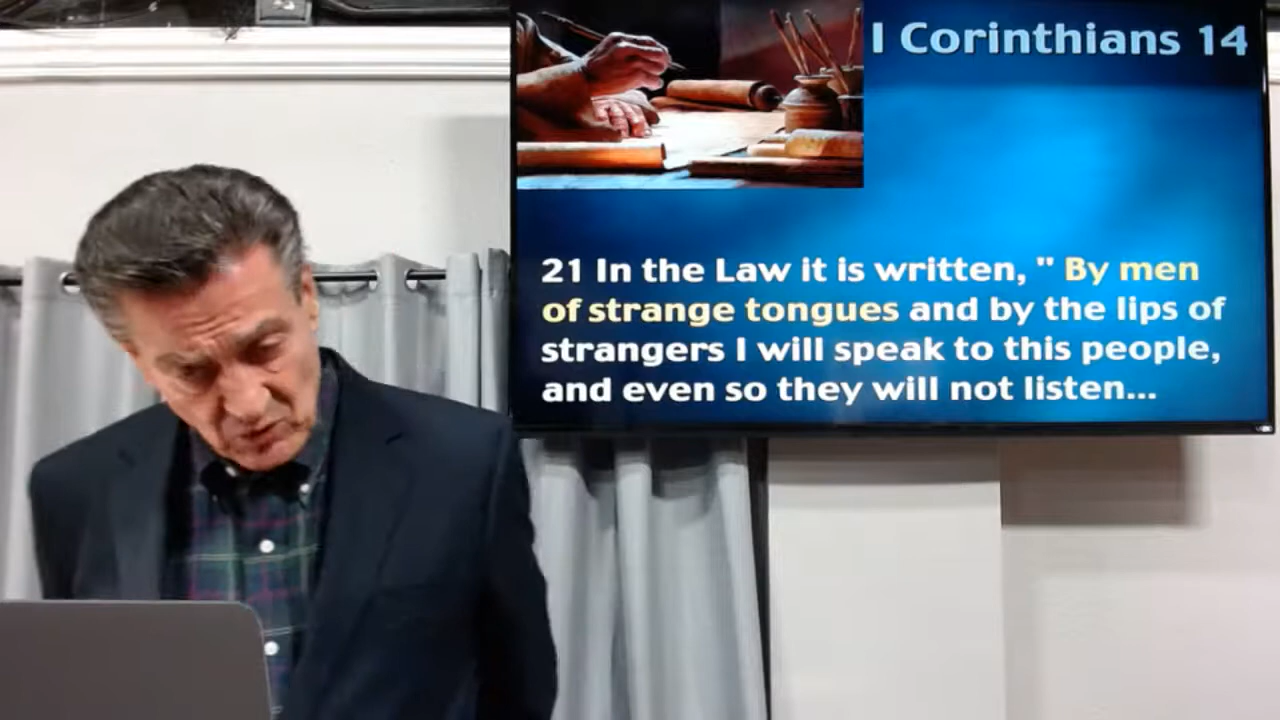 I Corinthians 14
21 In the Law it is written, " By men
of strange tongues and by the lips of
strangers I will speak to this people,
and even so they will not listen...